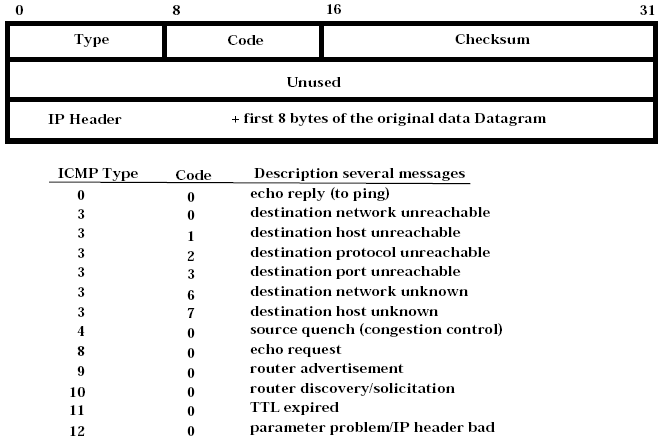 0 8 16 31
Type Code Checksum
Unused
IP Header + first 8 bytes of the original data Datagram
ICMP Type Code Description several messages
0 0 echo reply (to ping)
3 0 destination network unreachable
3 1 destination host unreachable
3 2 destination protocol unreachable
3 3 destination port unreachable
3 6 destination network unknown
3 7 destination host unknown
4 0 source quench (congestion control)
8 0 echo request
9 0 router advertisement
10 0 router discovery/solicitation
11 0 TTL expired
12 0 parameter problem/IP header bad